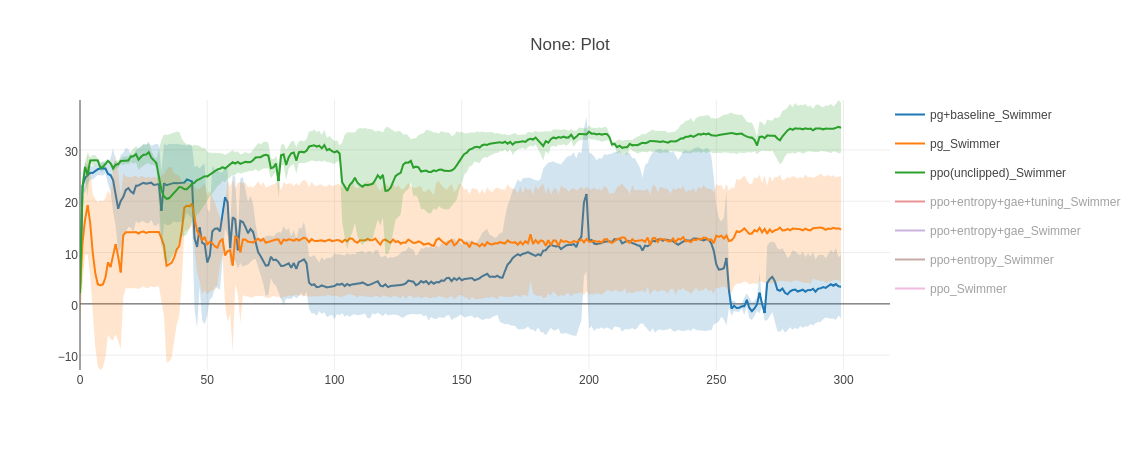 None: Plot
30
20
10
0
−10
0
50
100
150
200
250
300
pg+baseline_Swimmer
pg_Swimmer
ppo(unclipped)_Swimmer
ppo+entropy+gae+tuning_Swimmer
ppo+entropy+gae_Swimmer
ppo+entropy_Swimmer
ppo_Swimmer